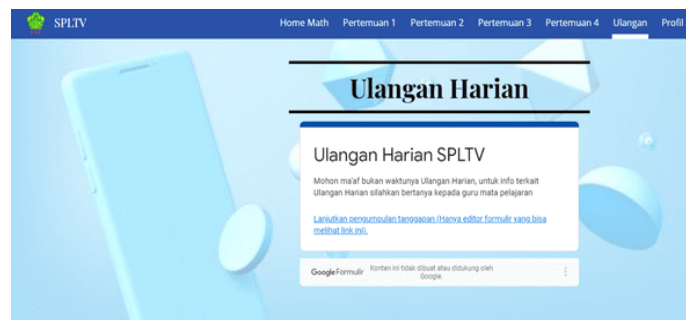 SPLTV
Home Math Pertemuan 1 Pertemuan 2 Pertemuan 3 Pertemuan 4 Ulangan Profil
Ulangan Harian
Ulangan Harian SPLTV
Mohon ma'af bukan waktunya Ulangan Harian, untuk info terkait
Ulangan Harian silahkan bertanya kepada guru mata pelajaran
Lanjutkan pengumpulan tanggapan (Hanya editor formulir yang bisa
melihat link ini).
Google Formulir Konten ini tidak dibuat atau didukung oleh
Google.